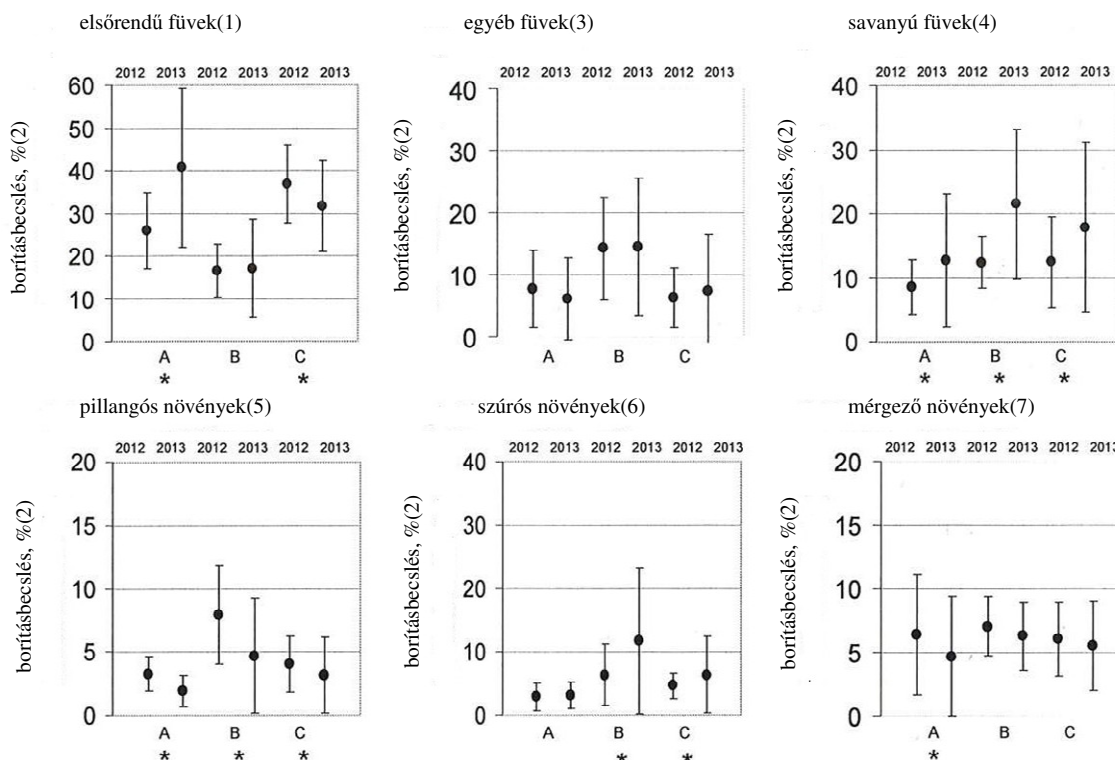 elsőrendű füvek(1)
borításbecslés, %(2)
2012 2013 2012 2013 2012 2013
60
50
40
30
20
10
0
A B C
* *
egyéb füvek(3)
borításbecslés, %(2)
2012 2013 2012 2013 2012 2013
40
30
20
10
0
A B C
savanyú füvek(4)
borításbecslés, %(2)
2012 2013 2012 2013 2012 2013
40
30
20
10
0
A B C
* * *
pillangós növények(5)
borításbecslés, %(2)
2012 2013 2012 2013 2012 2013
20
15
10
5
0
A B C
* * *
szúrós növények(6)
borításbecslés, %(2)
2012 2013 2012 2013 2012 2013
40
30
20
10
0
A B C
* *
mérgező növények(7)
borításbecslés, %(2)
2012 2013 2012 2013 2012 2013
20
15
10
5
0
A B C
*